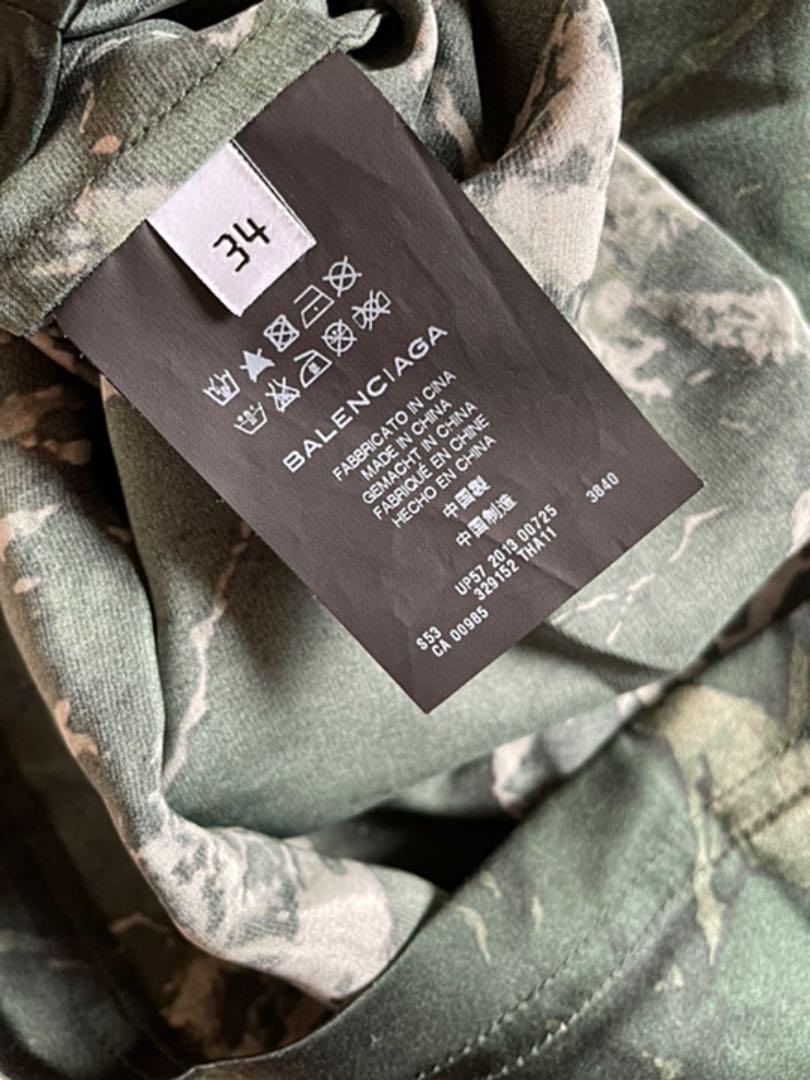 34
BALENCIAGA
FABBRICATO IN CINA
MADE IN CHINA
GEMACHT IN CHINA
FABRIQUÉ EN CHINE
HECHO EN CHINA
中国製
中国制造
UP57 2013 00725 3840
329152 THA11
S53
CA 00985